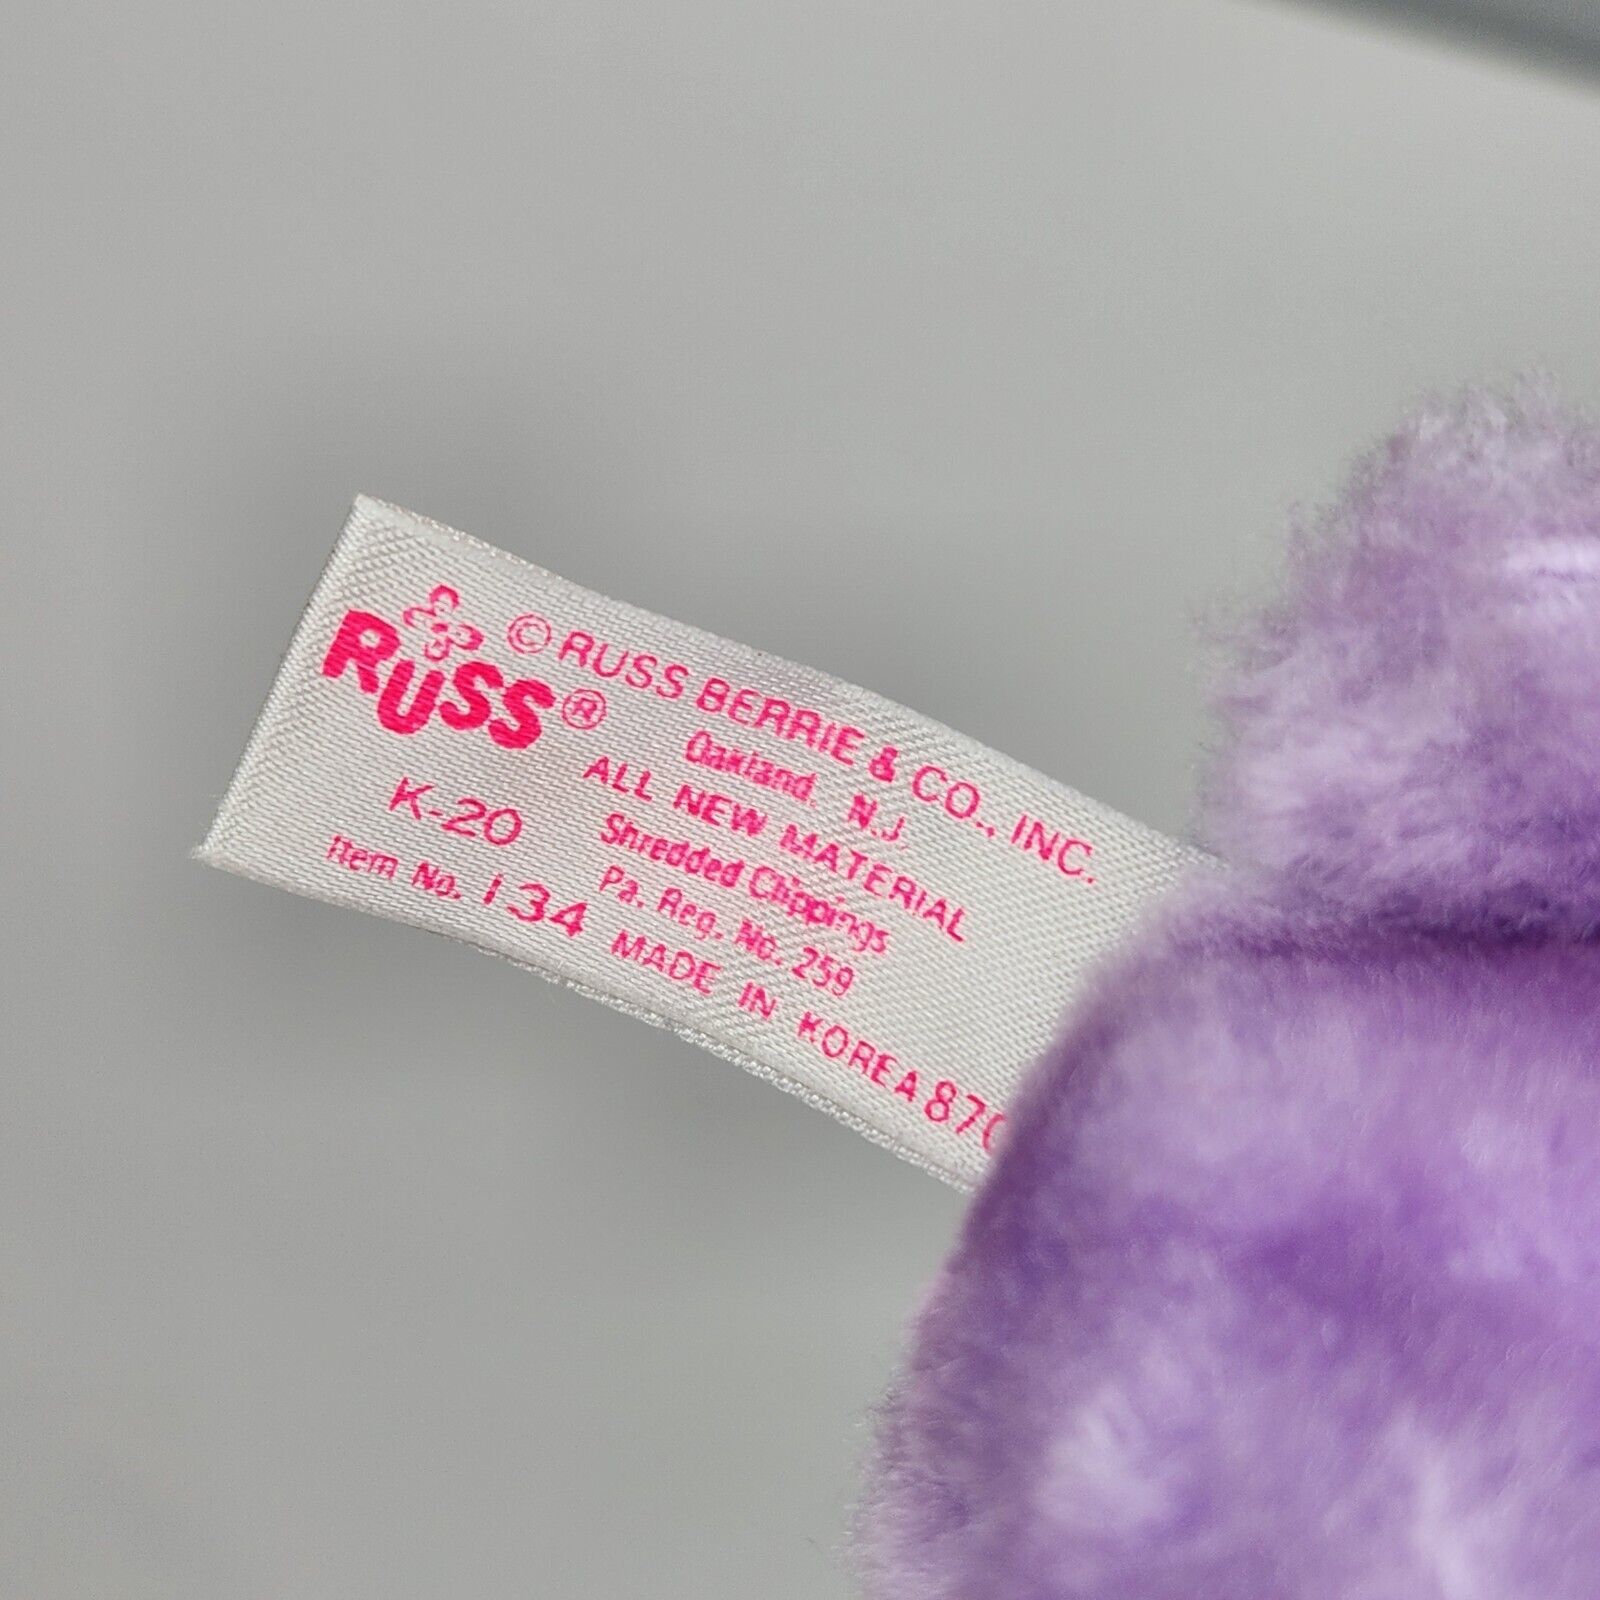 RUSS® © RUSS BERRIE & CO., INC.
Oakland, N.J.
ALL NEW MATERIAL
K-20 Shredded Clippings
Pa. Reg. No. 259
Item No. 134 MADE IN KOREA 870